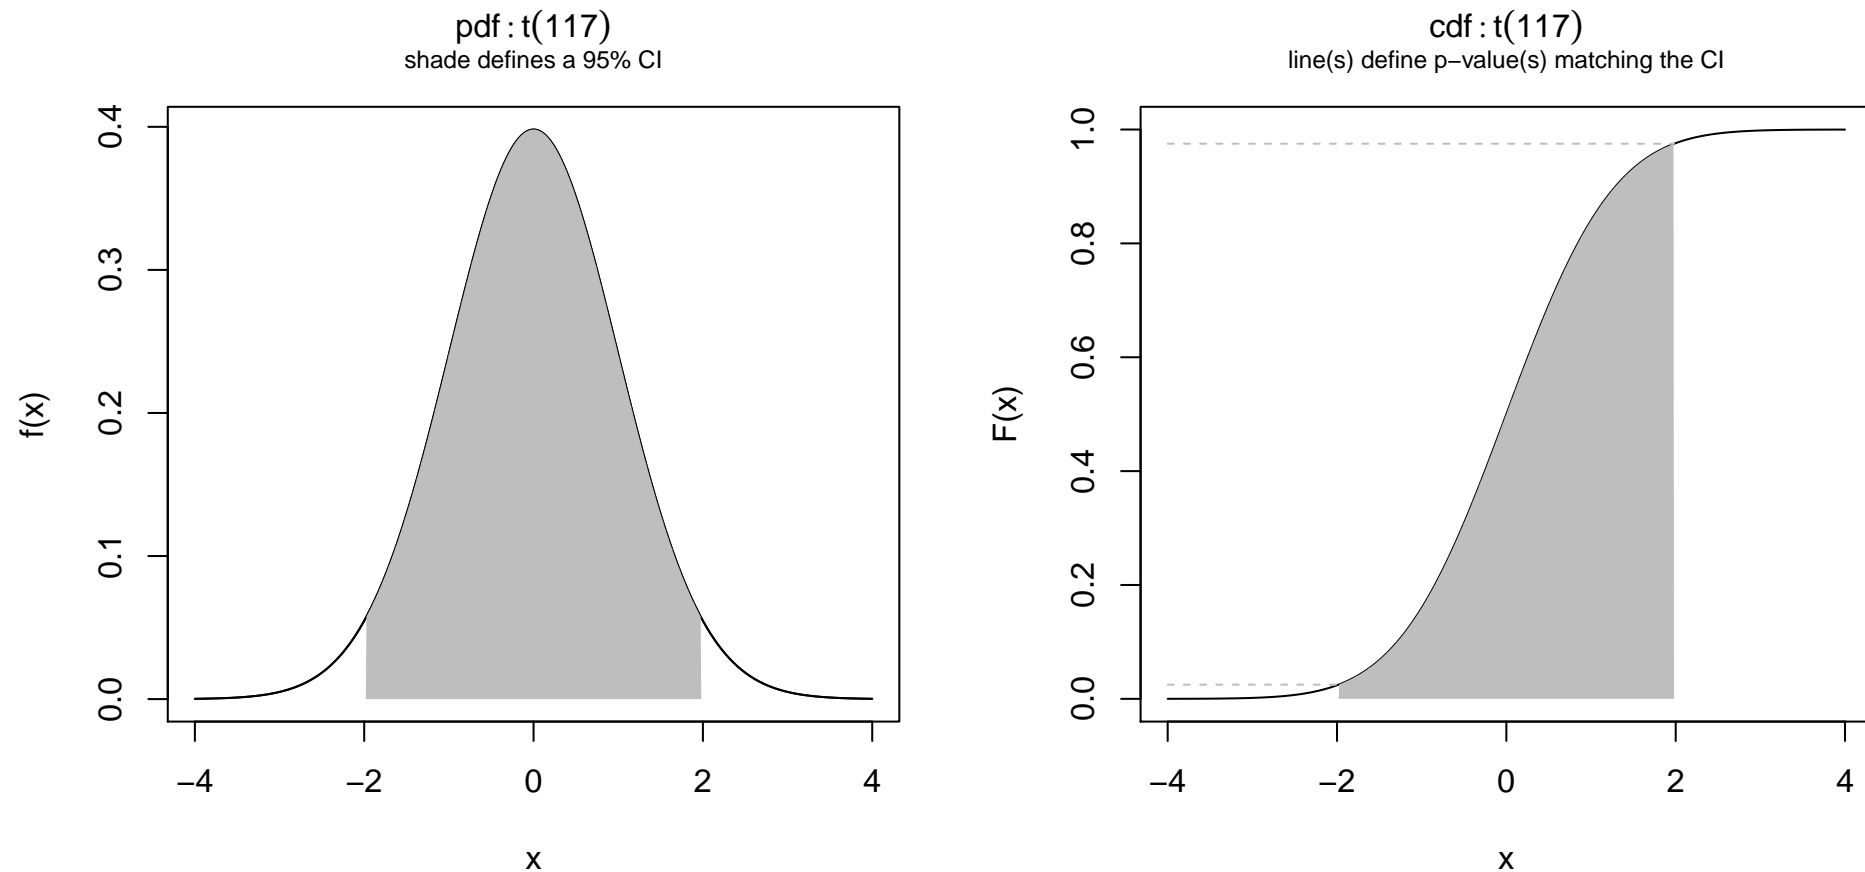 pdf : t(117)
shade defines a 95% CI
f(x)
0.4
0.3
0.2
0.1
0.0
−4 −2 0 2 4
x
cdf : t(117)
line(s) define p−value(s) matching the CI
F(x)
1.0
0.8
0.6
0.4
0.2
0.0
−4 −2 0 2 4
x